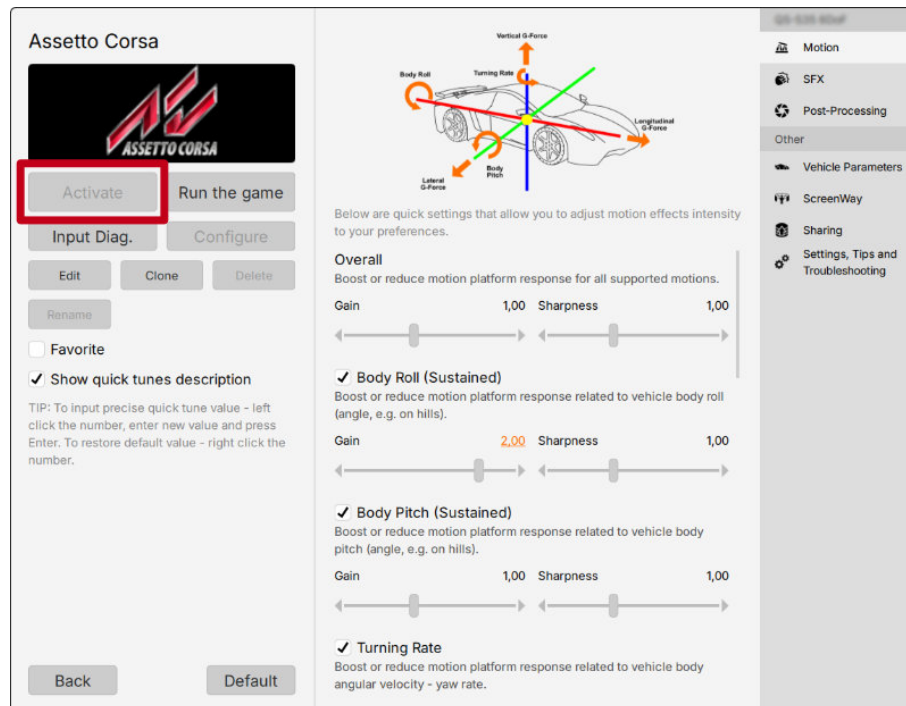 Assetto Corsa
ASSETTO CORSA
Activate
Run the game
Input Diag.
Configure
Edit
Clone
Delete
Rename
Favorite
Show quick tunes description
TIP: To input precise quick tune value - left
click the number, enter new value and press
Enter. To restore default value - right click the
number.
Back
Default
Vertical G-Force
Body Roll
Turning Rate
Longitudinal
G-Force
Lateral
G-Force
Body
Pitch
Below are quick settings that allow you to adjust motion effects intensity
to your preferences.
Overall
Boost or reduce motion platform response for all supported motions.
Gain 1,00 Sharpness 1,00
Body Roll (Sustained)
Boost or reduce motion platform response related to vehicle body roll
(angle, e.g. on hills).
Gain 2,00 Sharpness 1,00
Body Pitch (Sustained)
Boost or reduce motion platform response related to vehicle body
pitch (angle, e.g. on hills).
Gain 1,00 Sharpness 1,00
Turning Rate
Boost or reduce motion platform response related to vehicle body
angular velocity - yaw rate.
Motion
SFX
Post-Processing
Other
Vehicle Parameters
ScreenWay
Sharing
Settings, Tips and
Troubleshooting